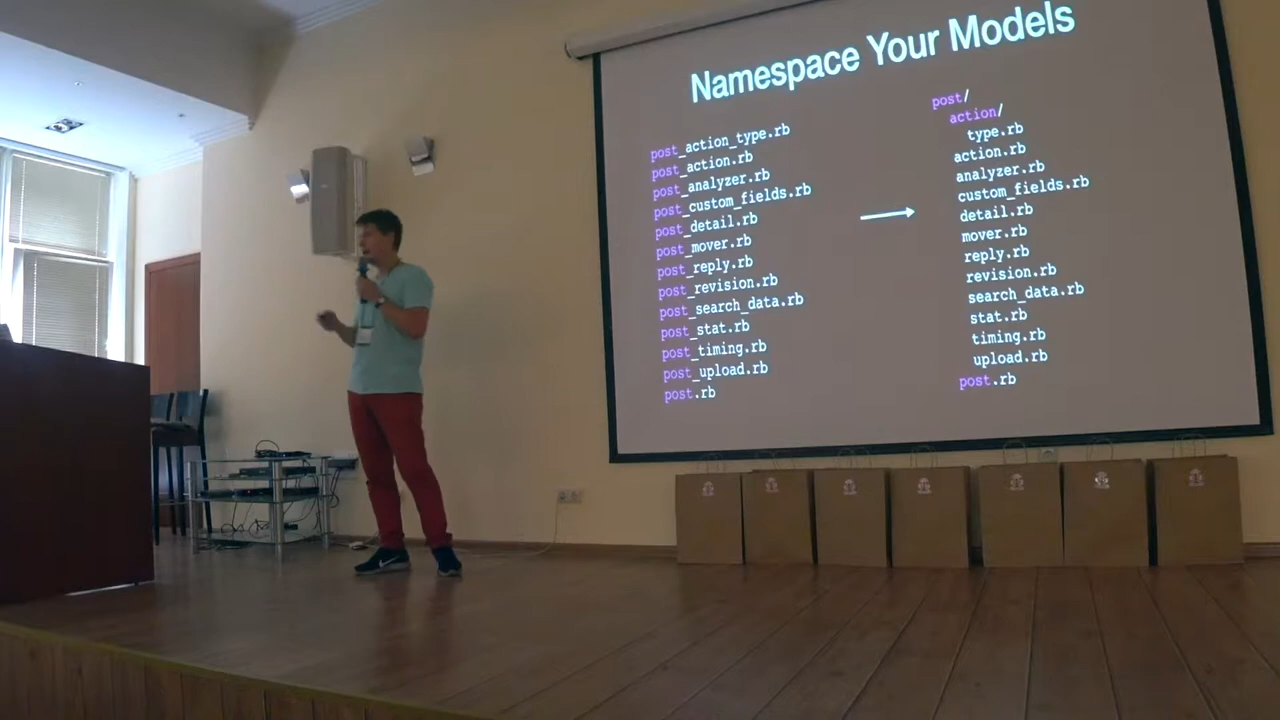 Namespace Your Models
post_action_type.rb
post_action.rb
post_analyzer.rb
post_custom_fields.rb
post_detail.rb
post_mover.rb
post_reply.rb
post_revision.rb
post_search_data.rb
post_stat.rb
post_timing.rb
post_upload.rb
post.rb
post/
action/
type.rb
action.rb
analyzer.rb
custom_fields.rb
detail.rb
mover.rb
reply.rb
revision.rb
search_data.rb
stat.rb
timing.rb
upload.rb
post.rb